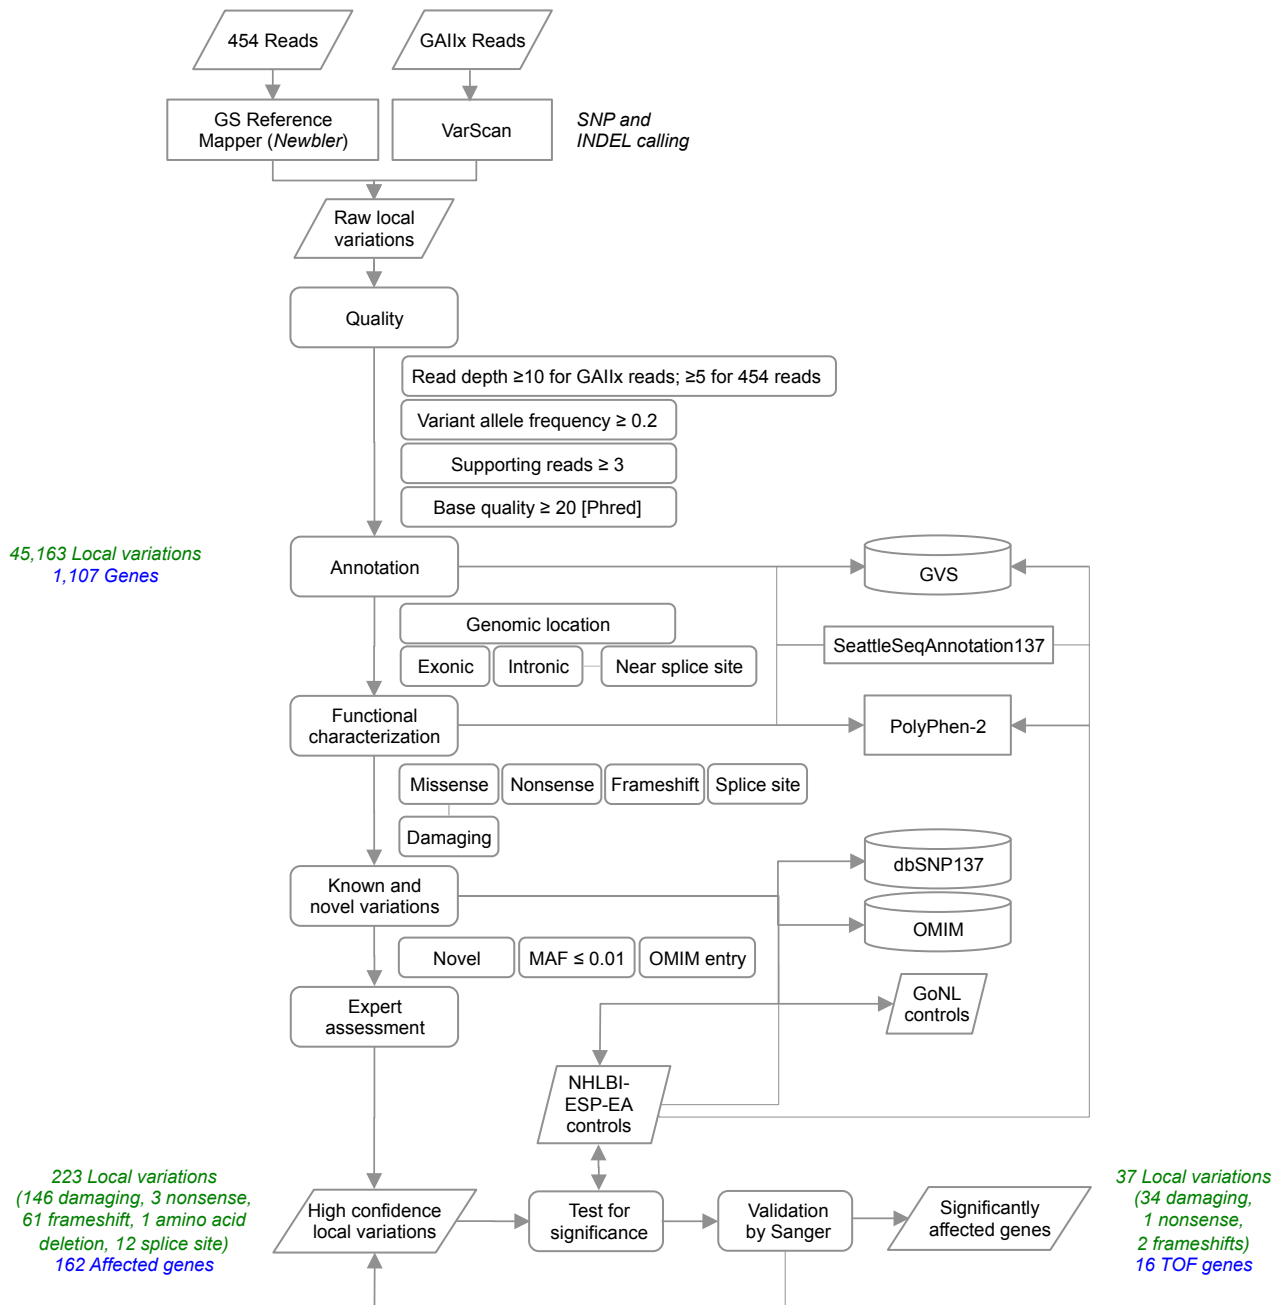 454 Reads
GAIIx Reads
GS Reference
Mapper (Newbler)
VarScan
SNP and
INDEL calling
Raw local
variations
Quality
Read depth ≥10 for GAIIx reads; ≥5 for 454 reads
Variant allele frequency ≥ 0.2
Supporting reads ≥ 3
Base quality ≥ 20 [Phred]
45,163 Local variations
1,107 Genes
Annotation
GVS
Genomic location
Exonic
Intronic
Near splice site
SeattleSeqAnnotation137
Functional
characterization
PolyPhen-2
Missense
Nonsense
Frameshift
Splice site
Damaging
dbSNP137
Known and
novel variations
OMIM
Novel
MAF ≤ 0.01
OMIM entry
Expert
assessment
GoNL
controls
NHLBI-
ESP-EA
controls
223 Local variations
(146 damaging, 3 nonsense,
61 frameshift, 1 amino acid
deletion, 12 splice site)
162 Affected genes
High confidence
local variations
Test for
significance
Validation
by Sanger
Significantly
affected genes
37 Local variations
(34 damaging,
1 nonsense,
2 frameshifts)
16 TOF genes